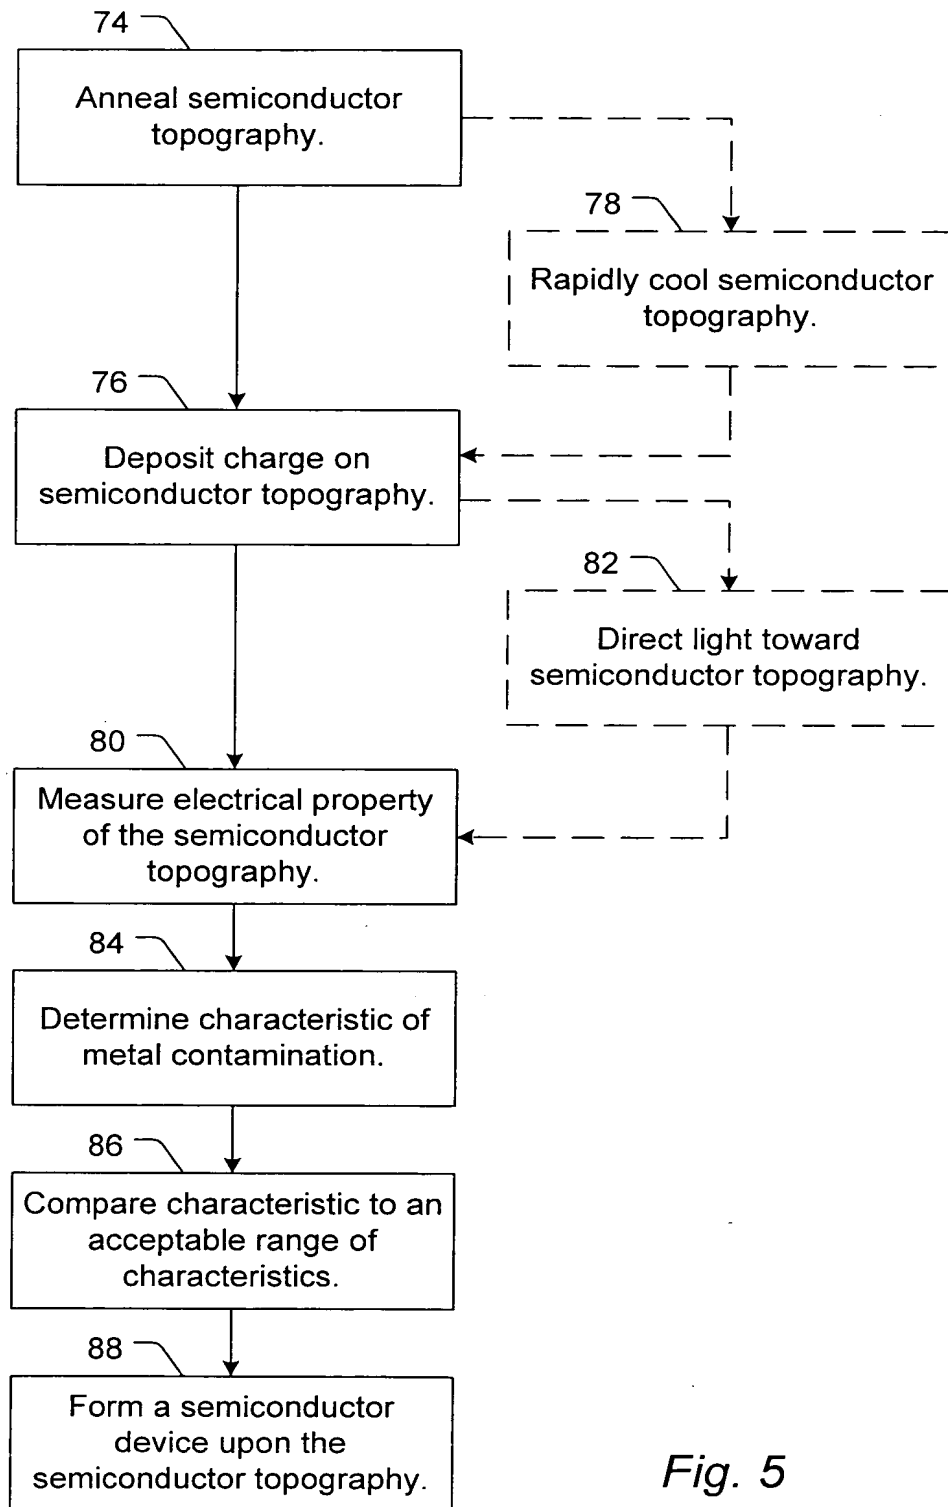 74
Anneal semiconductor
topography.
78
Rapidly cool semiconductor
topography.
76
Deposit charge on
semiconductor topography.
82
Direct light toward
semiconductor topography.
80
Measure electrical property
of the semiconductor
topography.
84
Determine characteristic of
metal contamination.
86
Compare characteristic to an
acceptable range of
characteristics.
88
Form a semiconductor
device upon the
semiconductor topography.
Fig. 5